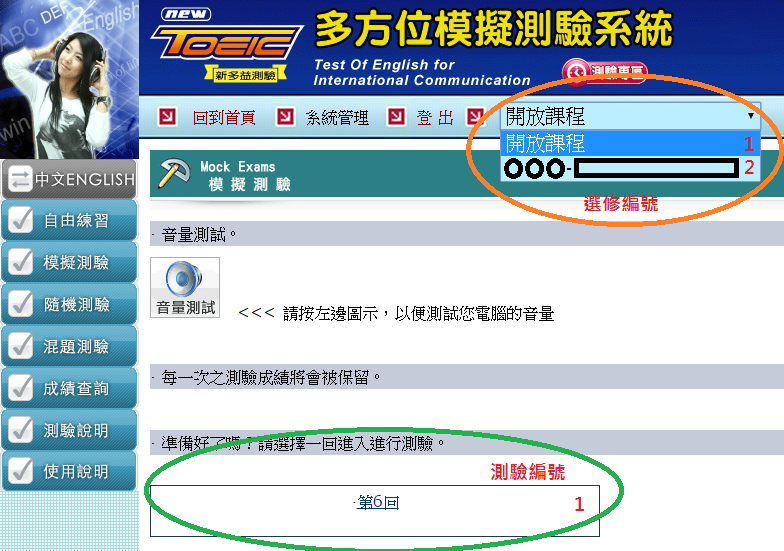 ABC DEF
English
win
new
TOEIC
新多益測驗
多方位模擬測驗系統
Test Of English for
International Communication
測驗專區
回到首頁
系統管理
登 出
開放課程
開放課程 1
OOO- 2
選修編號
中文ENGLISH
自由練習
模擬測驗
隨機測驗
混題測驗
成績查詢
測驗說明
使用說明
Mock Exams
模 擬 測 驗
· 音量測試。
音量測試
<<< 請按左邊圖示，以便測試您電腦的音量
· 每一次之測驗成績將會被保留。
· 準備好了嗎？請選擇一回進入進行測驗。
測驗編號
·第6回 1